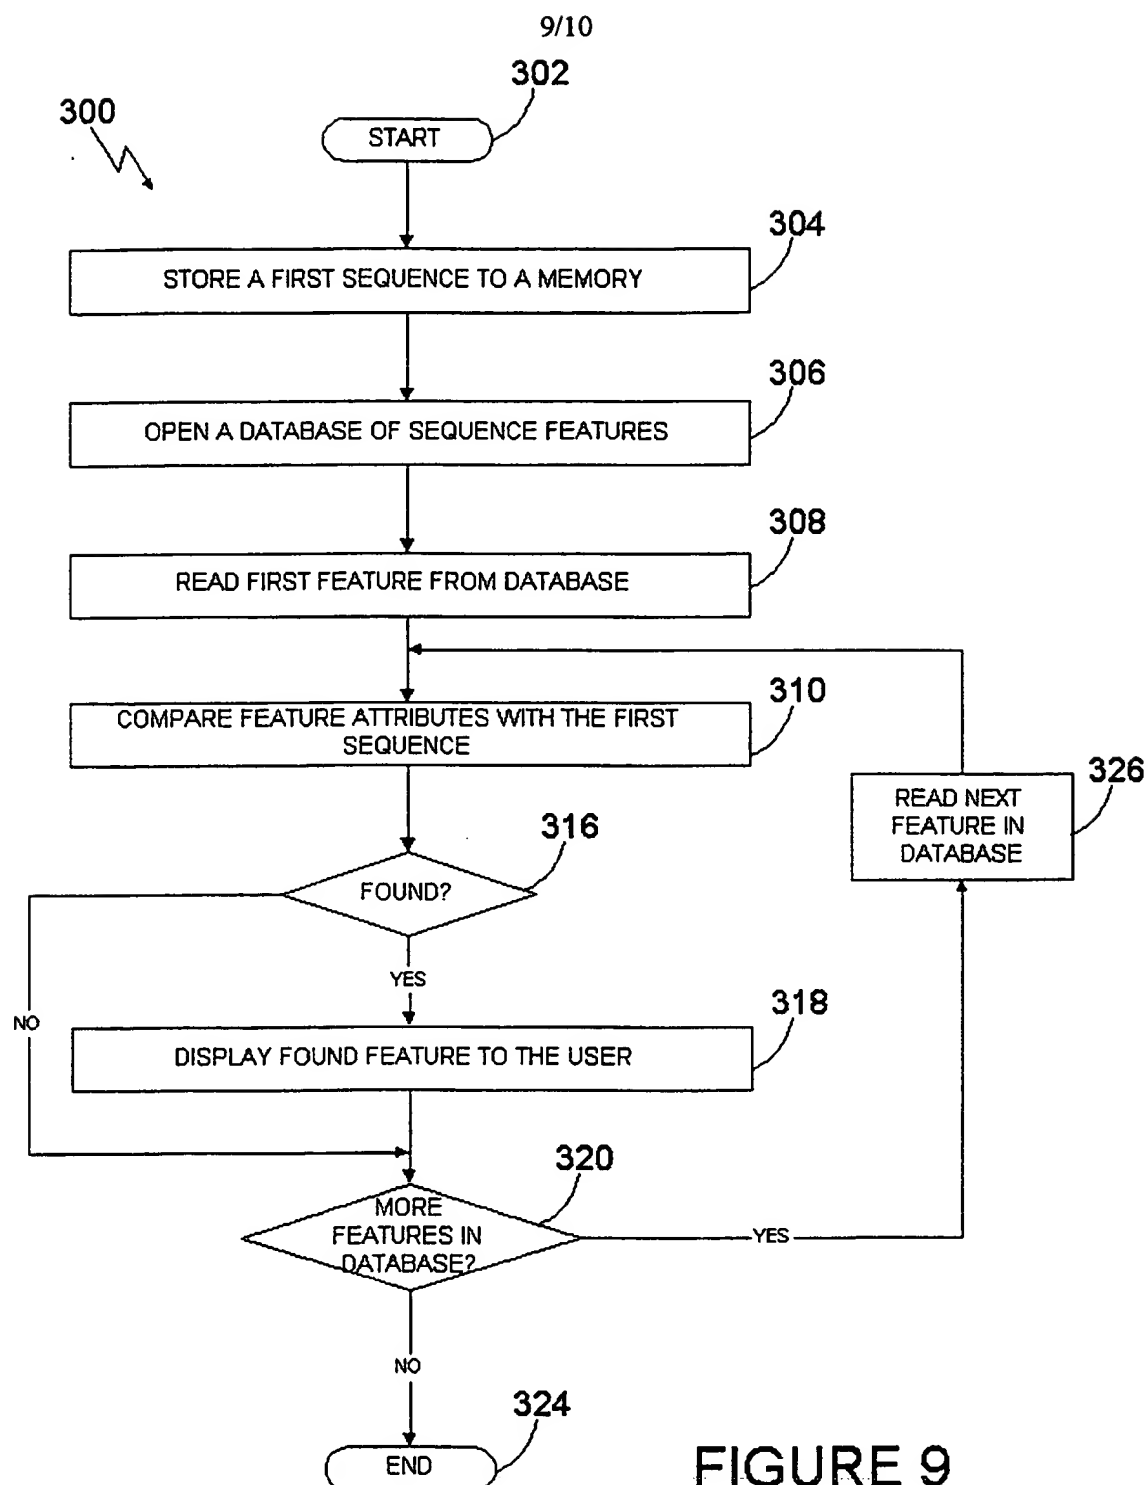 9/10
302
300
START
304
STORE A FIRST SEQUENCE TO A MEMORY
306
OPEN A DATABASE OF SEQUENCE FEATURES
308
READ FIRST FEATURE FROM DATABASE
310
COMPARE FEATURE ATTRIBUTES WITH THE FIRST
SEQUENCE
326
READ NEXT
FEATURE IN
DATABASE
316
FOUND?
YES
NO
318
DISPLAY FOUND FEATURE TO THE USER
320
MORE
FEATURES IN
DATABASE?
YES
NO
324
END
FIGURE 9